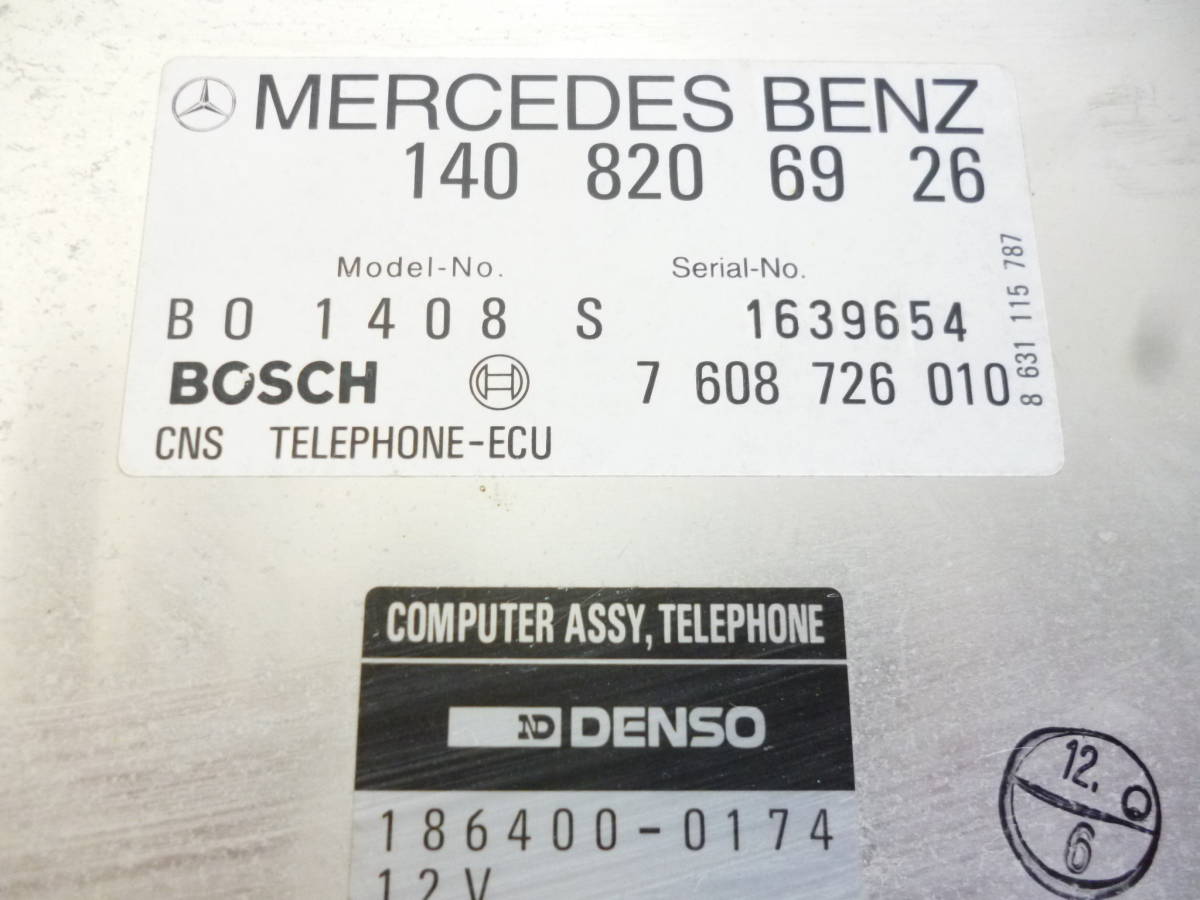 MERCEDES BENZ
140 820 69 26
Model-No. Serial-No.
B0 1408 S 1639654
BOSCH 7 608 726 010
8 631 115 787
CNS TELEPHONE-ECU
COMPUTER ASSY, TELEPHONE
ND DENSO
186400-0174
12V
12. Q
6